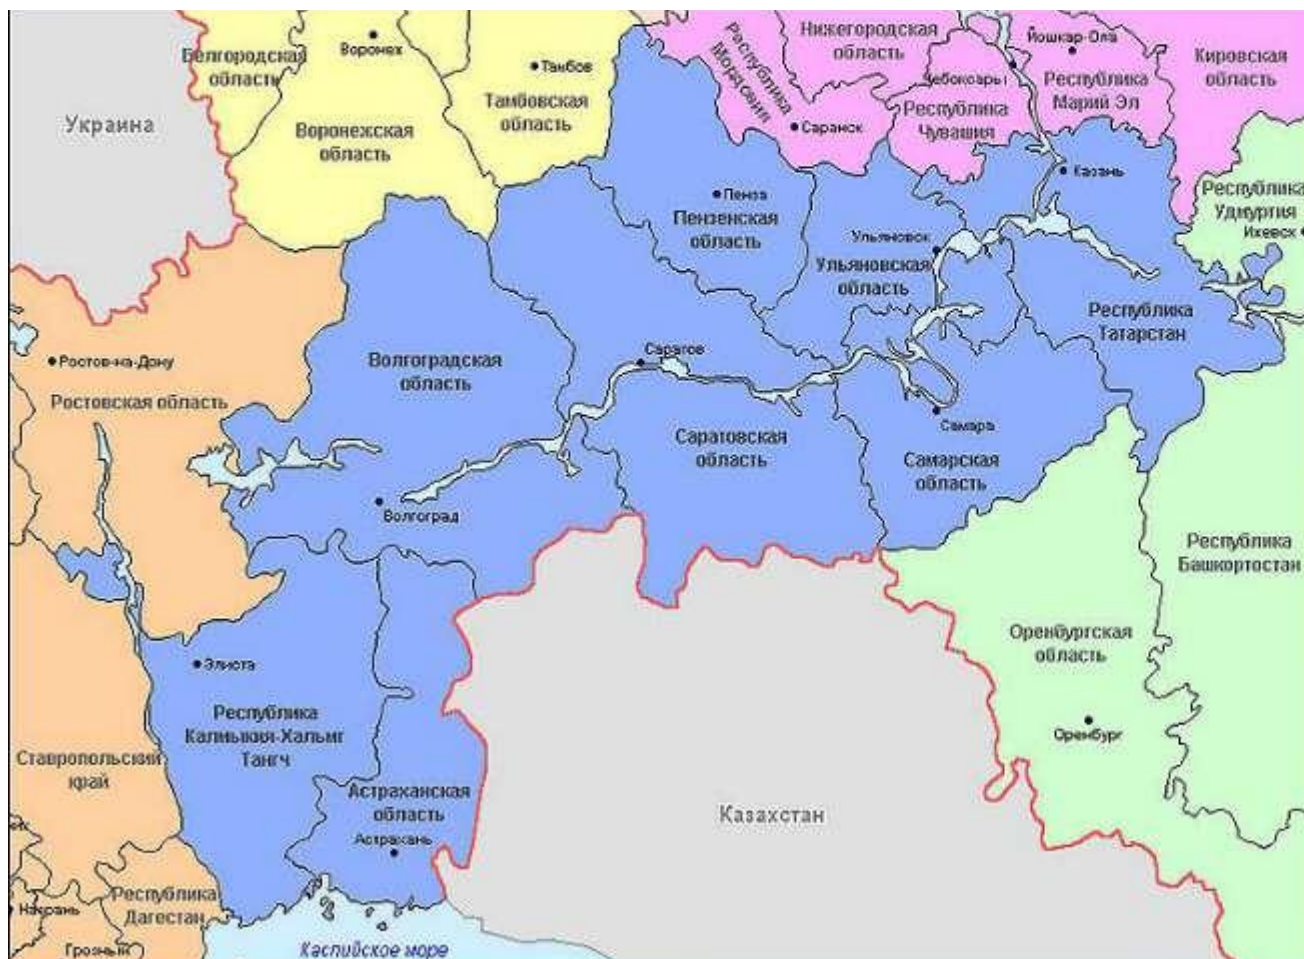 Белгородская
область
Воронеж
Тамбов
Тамбовская
область
Воронежская
область
Украина
Республика
Мордовия
Нижегородская
область
Йошкар-Ола
Чебоксары
Республика
Марий Эл
Кировская
область
Республика
Чувашия
Саранск
Казань
Республика
Удмуртия
Ижевск
Пенза
Пензенская
область
Ульяновск
Ульяновская
область
Республика
Татарстан
Ростов-на-Дону
Ростовская область
Волгоградская
область
Саратов
Саратовская
область
Самара
Самарская
область
Волгоград
Республика
Башкортостан
Оренбургская
область
Оренбург
Элиста
Республика
Калмыкия-Хальмг
Тангч
Ставропольский
край
Астраханская
область
Астрахань
Казахстан
Республика
Дагестан
Назрань
Грозный
Каспийское море